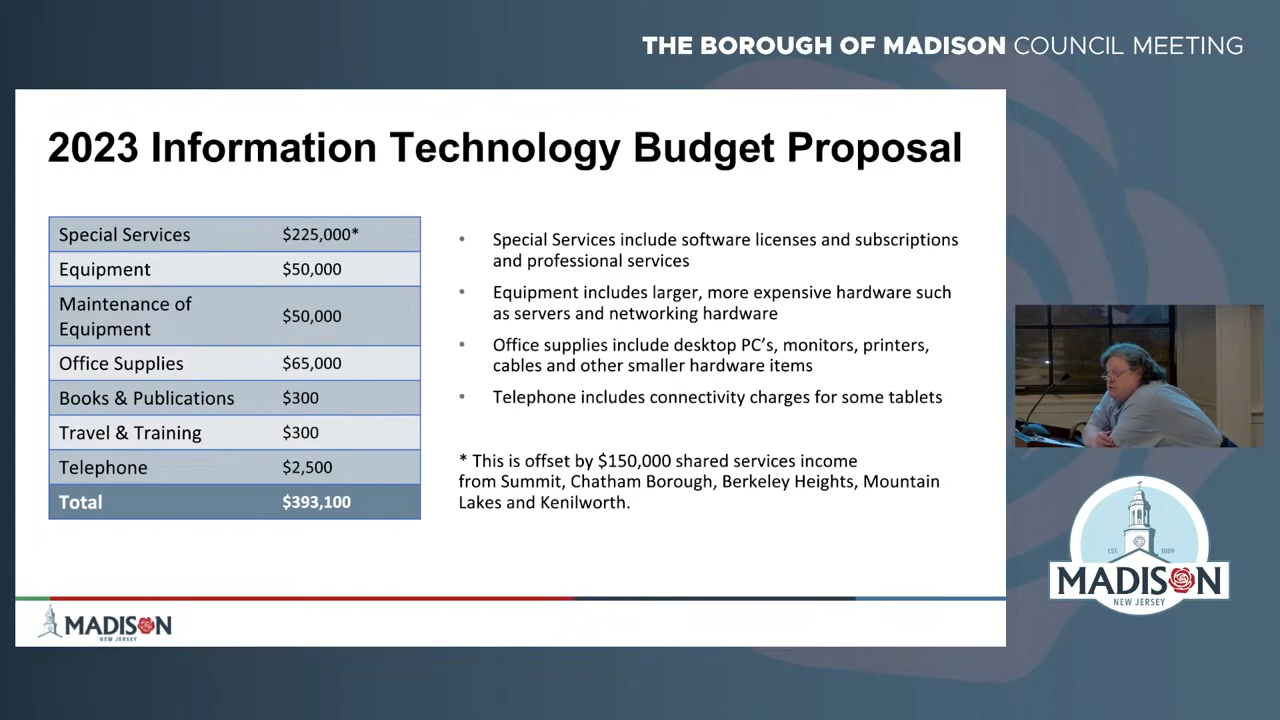 THE BOROUGH OF MADISON COUNCIL MEETING
2023 Information Technology Budget Proposal
Special Services $225,000*
Equipment $50,000
Maintenance of
Equipment $50,000
Office Supplies $65,000
Books & Publications $300
Travel & Training $300
Telephone $2,500
Total $393,100
• Special Services include software licenses and subscriptions
and professional services
• Equipment includes larger, more expensive hardware such
as servers and networking hardware
• Office supplies include desktop PC’s, monitors, printers,
cables and other smaller hardware items
• Telephone includes connectivity charges for some tablets
* This is offset by $150,000 shared services income
from Summit, Chatham Borough, Berkeley Heights, Mountain
Lakes and Kenilworth.
MADISON
NEW JERSEY
EST. 1889
MADISON
NEW JERSEY